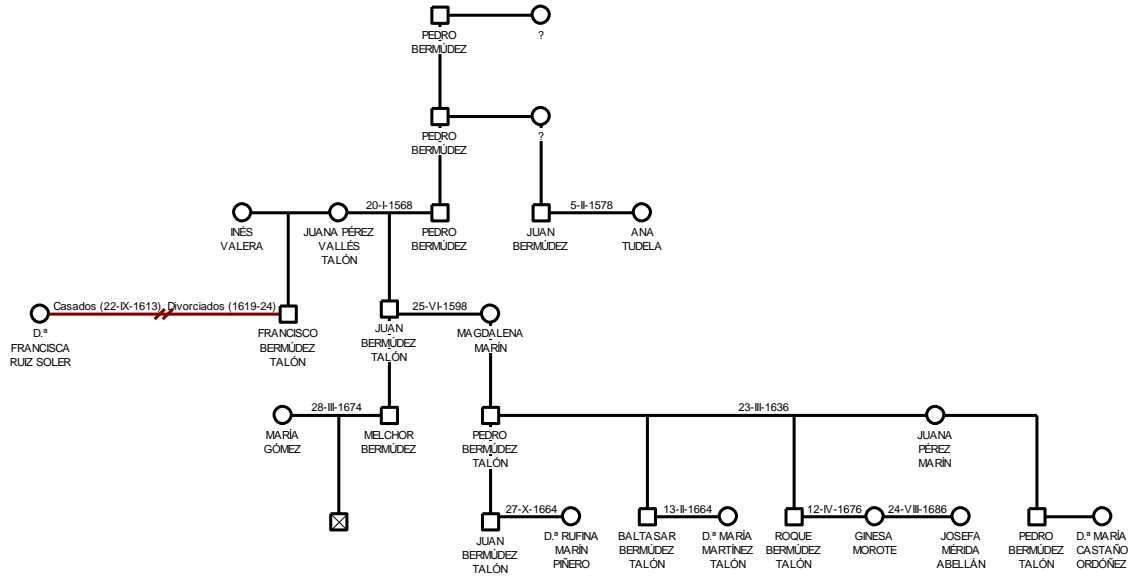 PEDRO
BERMÚDEZ
?
PEDRO
BERMÚDEZ
?
20-I-1568
5-II-1578
INÉS
VALERA
JUANA PÉREZ
VALLÉS
TALÓN
PEDRO
BERMÚDEZ
JUAN
BERMÚDEZ
ANA
TUDELA
Casados (22-IX-1613), Divorciados (1619-24)
25-VI-1598
D.ª
FRANCISCA
RUIZ SOLER
FRANCISCO
BERMÚDEZ
TALÓN
JUAN
BERMÚDEZ
TALÓN
MAGDALENA
MARÍN
28-III-1674
23-III-1636
MARÍA
GÓMEZ
MELCHOR
BERMÚDEZ
PEDRO
BERMÚDEZ
TALÓN
JUANA
PÉREZ
MARÍN
27-X-1664
13-II-1664
12-IV-1676
24-VIII-1686
JUAN
BERMÚDEZ
TALÓN
D.ª RUFINA
MARÍN
PIÑERO
BALTASAR
BERMÚDEZ
TALÓN
D.ª MARÍA
MARTÍNEZ
TALÓN
ROQUE
BERMÚDEZ
TALÓN
GINESA
MOROTE
JOSEFA
MÉRIDA
ABELLÁN
PEDRO
BERMÚDEZ
TALÓN
D.ª MARÍA
CASTAÑO
ORDÓÑEZ